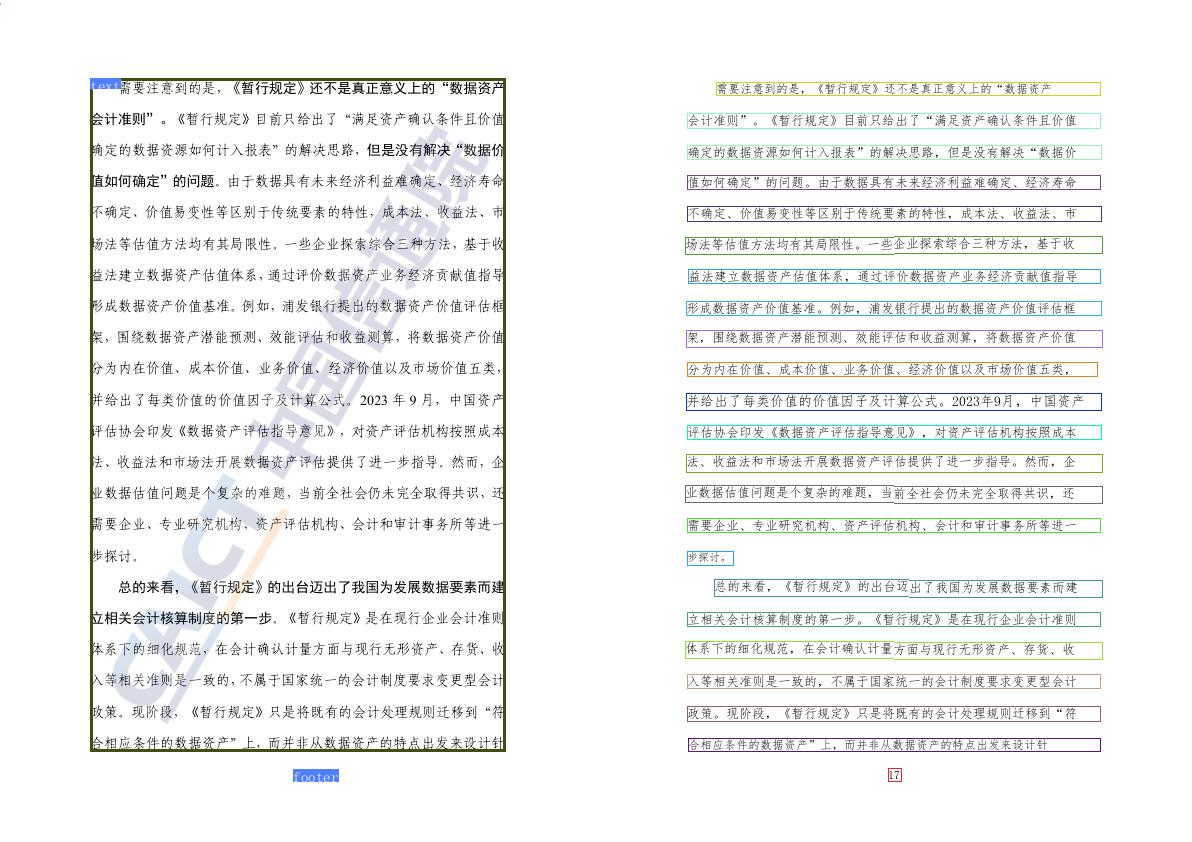 text
需要注意到的是，《暂行规定》还不是真正意义上的“数据资产
会计准则”。《暂行规定》目前只给出了“满足资产确认条件且价值
确定的数据资源如何计入报表”的解决思路，但是没有解决“数据价
值如何确定”的问题。由于数据具有未来经济利益难确定、经济寿命
不确定、价值易变性等区别于传统要素的特性，成本法、收益法、市
场法等估值方法均有其局限性。一些企业探索综合三种方法，基于收
益法建立数据资产估值体系，通过评价数据资产业务经济贡献值指导
形成数据资产价值基准。例如，浦发银行提出的数据资产价值评估框
架，围绕数据资产潜能预测、效能评估和收益测算，将数据资产价值
分为内在价值、成本价值、业务价值、经济价值以及市场价值五类，
并给出了每类价值的价值因子及计算公式。2023 年 9 月，中国资产
评估协会印发《数据资产评估指导意见》，对资产评估机构按照成本
法、收益法和市场法开展数据资产评估提供了进一步指导。然而，企
业数据估值问题是个复杂的难题，当前全社会仍未完全取得共识，还
需要企业、专业研究机构、资产评估机构、会计和审计事务所等进一
步探讨。
总的来看，《暂行规定》的出台迈出了我国为发展数据要素而建
立相关会计核算制度的第一步。《暂行规定》是在现行企业会计准则
体系下的细化规范，在会计确认计量方面与现行无形资产、存货、收
入等相关准则是一致的，不属于国家统一的会计制度要求变更型会计
政策。现阶段，《暂行规定》只是将既有的会计处理规则迁移到“符
合相应条件的数据资产”上，而并非从数据资产的特点出发来设计针
CAICT 中国信通院
footer
需要注意到的是，《暂行规定》还不是真正意义上的“数据资产
会计准则”。《暂行规定》目前只给出了“满足资产确认条件且价值
确定的数据资源如何计入报表”的解决思路，但是没有解决“数据价
值如何确定”的问题。由于数据具有未来经济利益难确定、经济寿命
不确定、价值易变性等区别于传统要素的特性，成本法、收益法、市
场法等估值方法均有其局限性。一些企业探索综合三种方法，基于收
益法建立数据资产估值体系，通过评价数据资产业务经济贡献值指导
形成数据资产价值基准。例如，浦发银行提出的数据资产价值评估框
架，围绕数据资产潜能预测、效能评估和收益测算，将数据资产价值
分为内在价值、成本价值、业务价值、经济价值以及市场价值五类，
并给出了每类价值的价值因子及计算公式。2023年9月，中国资产
评估协会印发《数据资产评估指导意见》，对资产评估机构按照成本
法、收益法和市场法开展数据资产评估提供了进一步指导。然而，企
业数据估值问题是个复杂的难题，当前全社会仍未完全取得共识，还
需要企业、专业研究机构、资产评估机构、会计和审计事务所等进一
步探讨。
总的来看，《暂行规定》的出台迈出了我国为发展数据要素而建
立相关会计核算制度的第一步。《暂行规定》是在现行企业会计准则
体系下的细化规范，在会计确认计量方面与现行无形资产、存货、收
入等相关准则是一致的，不属于国家统一的会计制度要求变更型会计
政策。现阶段，《暂行规定》只是将既有的会计处理规则迁移到“符
合相应条件的数据资产”上，而并非从数据资产的特点出发来设计针
17